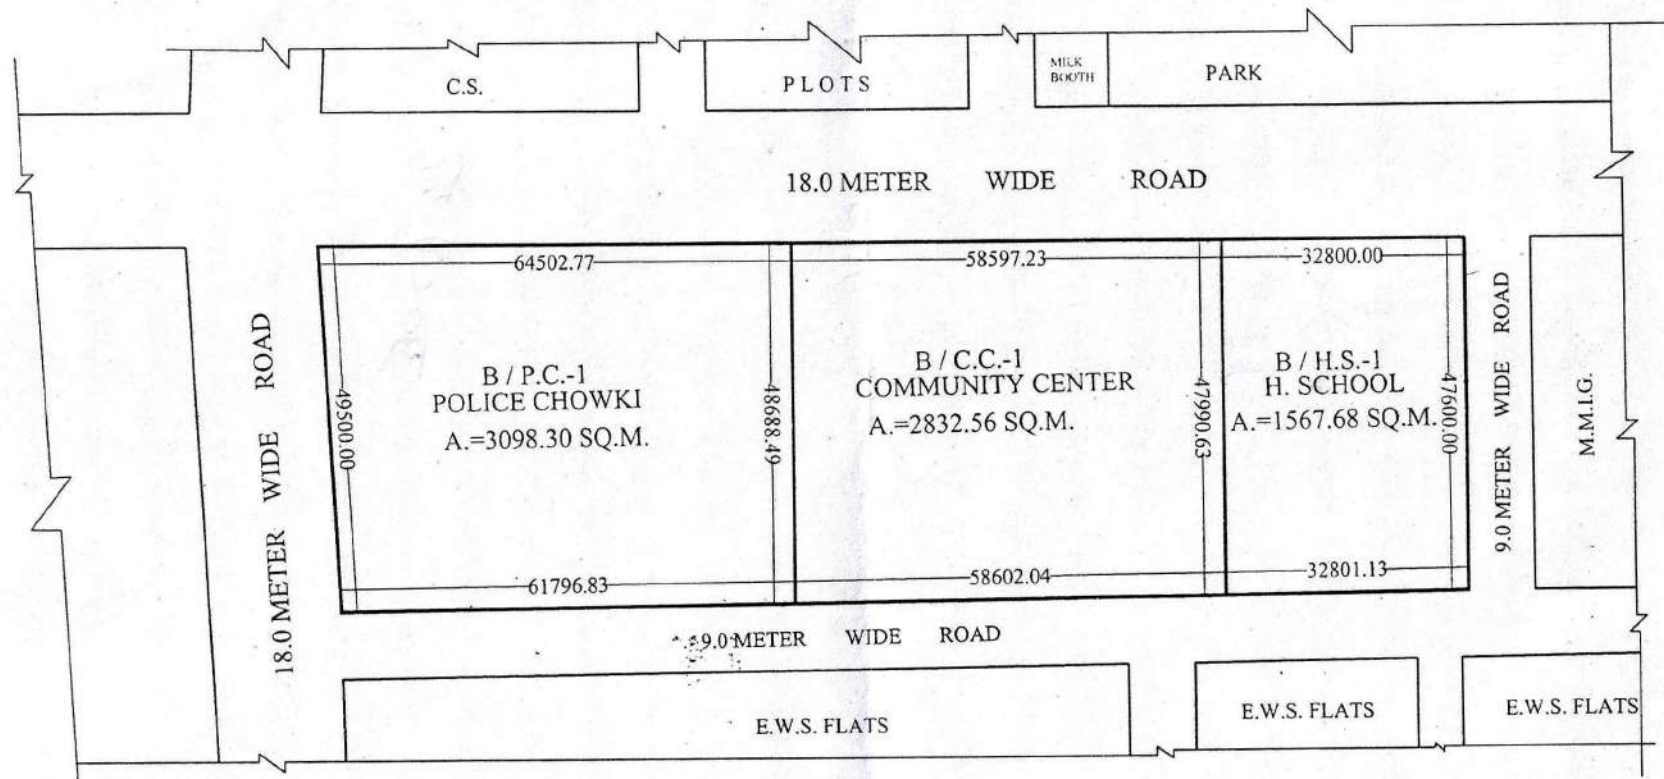 C.S.
PLOTS
MILK
BOOTH
PARK
18.0 METER WIDE ROAD
64502.77
58597.23
32800.00
18.0 METER WIDE ROAD
49500.00
B / P.C.-1
POLICE CHOWKI
A.=3098.30 SQ.M.
48688.49
B / C.C.-1
COMMUNITY CENTER
A.=2832.56 SQ.M.
47990.63
B / H.S.-1
H. SCHOOL
A.=1567.68 SQ.M.
47600.00
9.0 METER WIDE ROAD
M.M.I.G.
61796.83
58602.04
32801.13
9.0 METER WIDE ROAD
E.W.S. FLATS
E.W.S. FLATS
E.W.S. FLATS